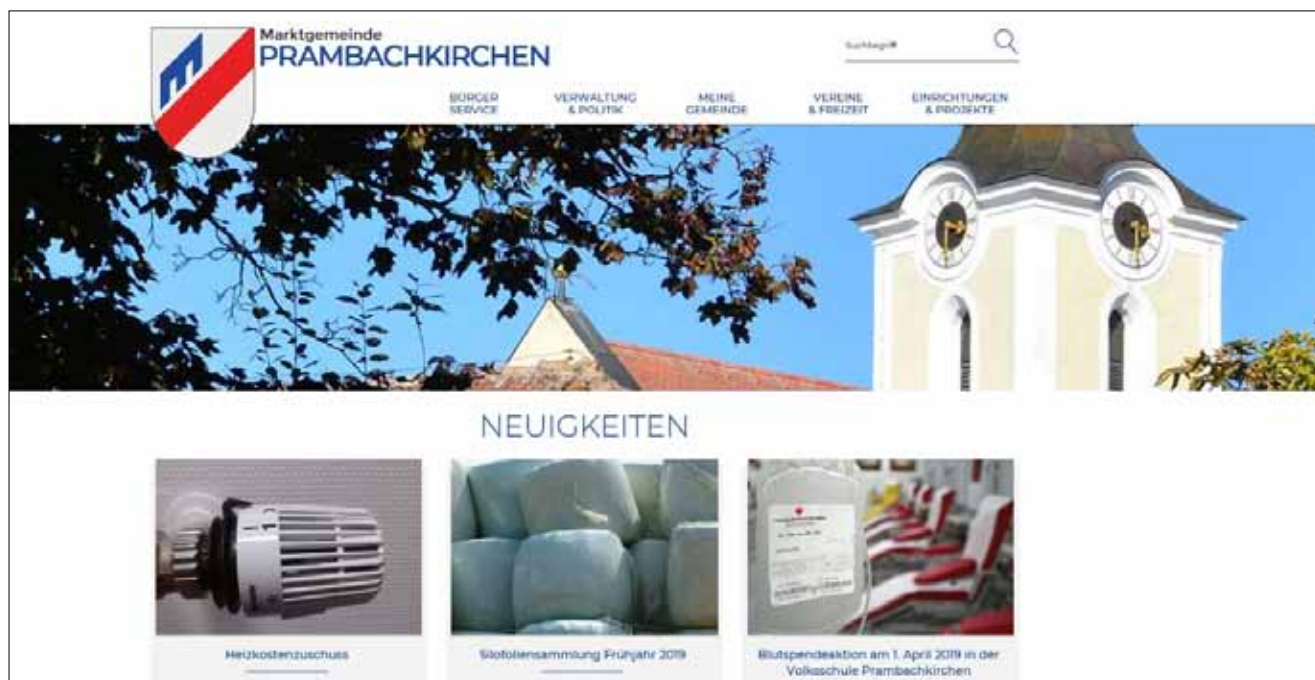 Marktgemeinde
PRAMBACHKIRCHEN
Suchbegriff
BÜRGER
SERVICE
VERWALTUNG
& POLITIK
MEINE
GEMEINDE
VEREINE
& FREIZEIT
EINRICHTUNGEN
& PROJEKTE
NEUIGKEITEN
Heizkostenzuschuss
Silofoliensammlung Frühjahr 2019
Blutspendeaktion am 1. April 2019 in der
Volksschule Prambachkirchen